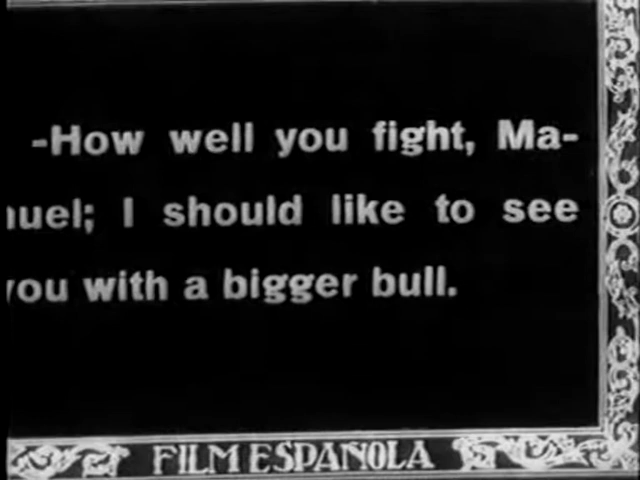 -How well you fight, Ma-
nuel; I should like to see
you with a bigger bull.
FILM ESPAÑOLA